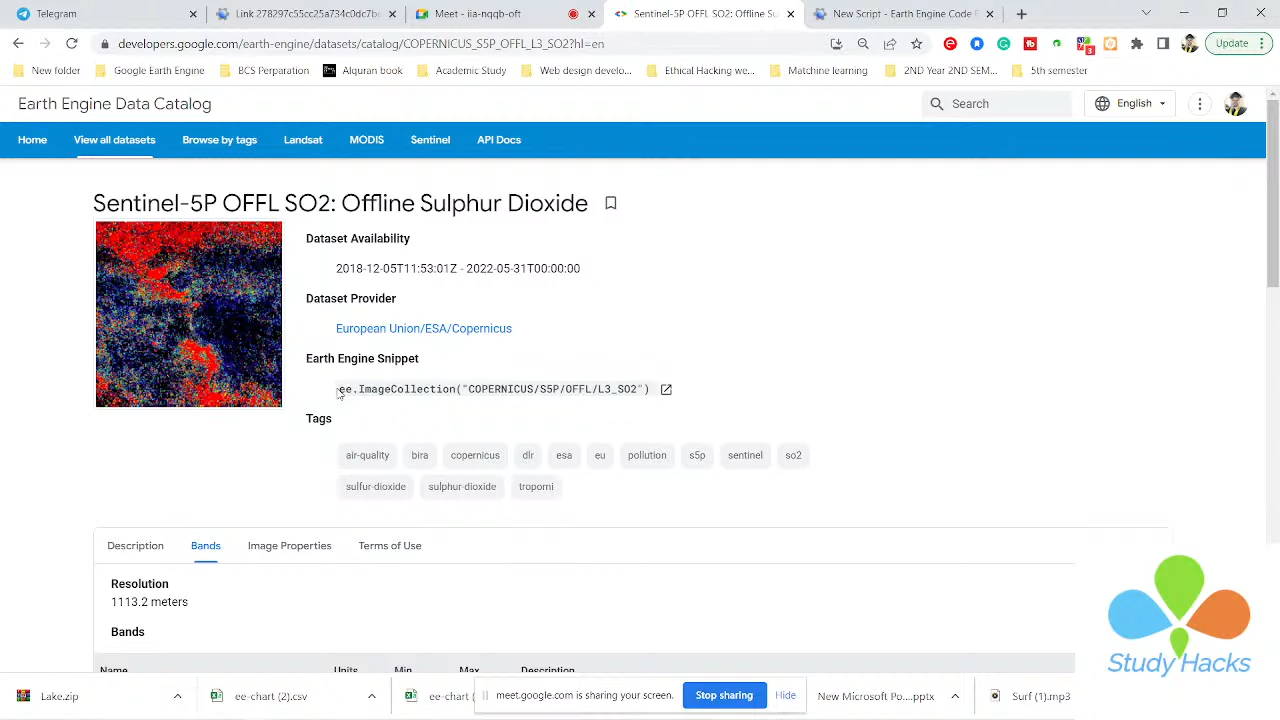 Telegram
Link 278297c5cc25a734c0dc7b
Meet - emv-nqpb-ofs
Sentinel-5P OFFL SO2: Offline Su
NewScript - Earth Engine Code E
developers.google.com/earth-engine/datasets/catalog/COPERNICUS_S5P_OFFL_L3_SO2?hl=en
Update
New folder
Google Earth Engine
BCS Perparation
Alquran book
Academic Study
Web design develo...
Ethical Hacking we...
Matchine learning
2ND Year 2ND SEM...
5th semester
Earth Engine Data Catalog
Search
English
Home
View all datasets
Browse by tags
Landsat
MODIS
Sentinel
API Docs
Sentinel-5P OFFL SO2: Offline Sulphur Dioxide
Dataset Availability
2018-12-05T11:53:01Z - 2022-05-31T00:00:00
Dataset Provider
European Union/ESA/Copernicus
Earth Engine Snippet
ee.ImageCollection("COPERNICUS/S5P/OFFL/L3_SO2")
Tags
air-quality bira copernicus dlr esa eu pollution s5p sentinel so2
sulfur-dioxide sulphur-dioxide tropomi
Description
Bands
Image Properties
Terms of Use
Resolution
1113.2 meters
Bands
Name Units Min Max Description
Study Hacks
Lake.zip
ee-chart (2).csv
ee-chart (
meet.google.com is sharing your screen.
Stop sharing
Hide
New Microsoft Po....pptx
Surf (1).mp3